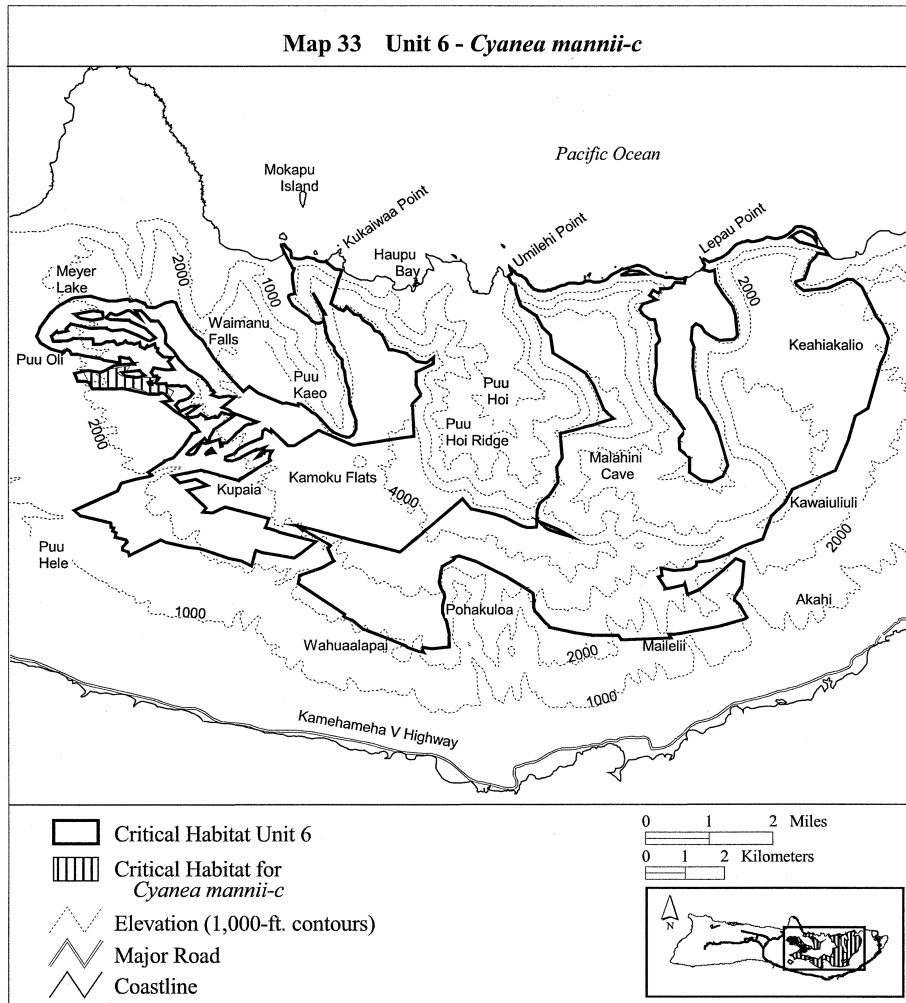 Map 33 Unit 6 - Cyanea mannii-c
Pacific Ocean
Mokapu
Island
Kukaiwaa Point
Haupu
Bay
Umilehi Point
Lepau Point
Meyer
Lake
2000
1000
2000
Waimanu
Falls
Keahiakalio
Puu Oli
Puu
Kaeo
Puu
Hoi
Puu
Hoi Ridge
2000
Malahini
Cave
Kupaia
Kamoku Flats
4000
Kawaiuliuli
2000
Puu
Hele
1000
Pohakuloa
Akahi
Wahuaalapai
2000
Mailelii
1000
Kamehameha V Highway
Critical Habitat Unit 6
Critical Habitat for
Cyanea mannii-c
Elevation (1,000-ft. contours)
Major Road
Coastline
0 1 2 Miles
0 1 2 Kilometers
N